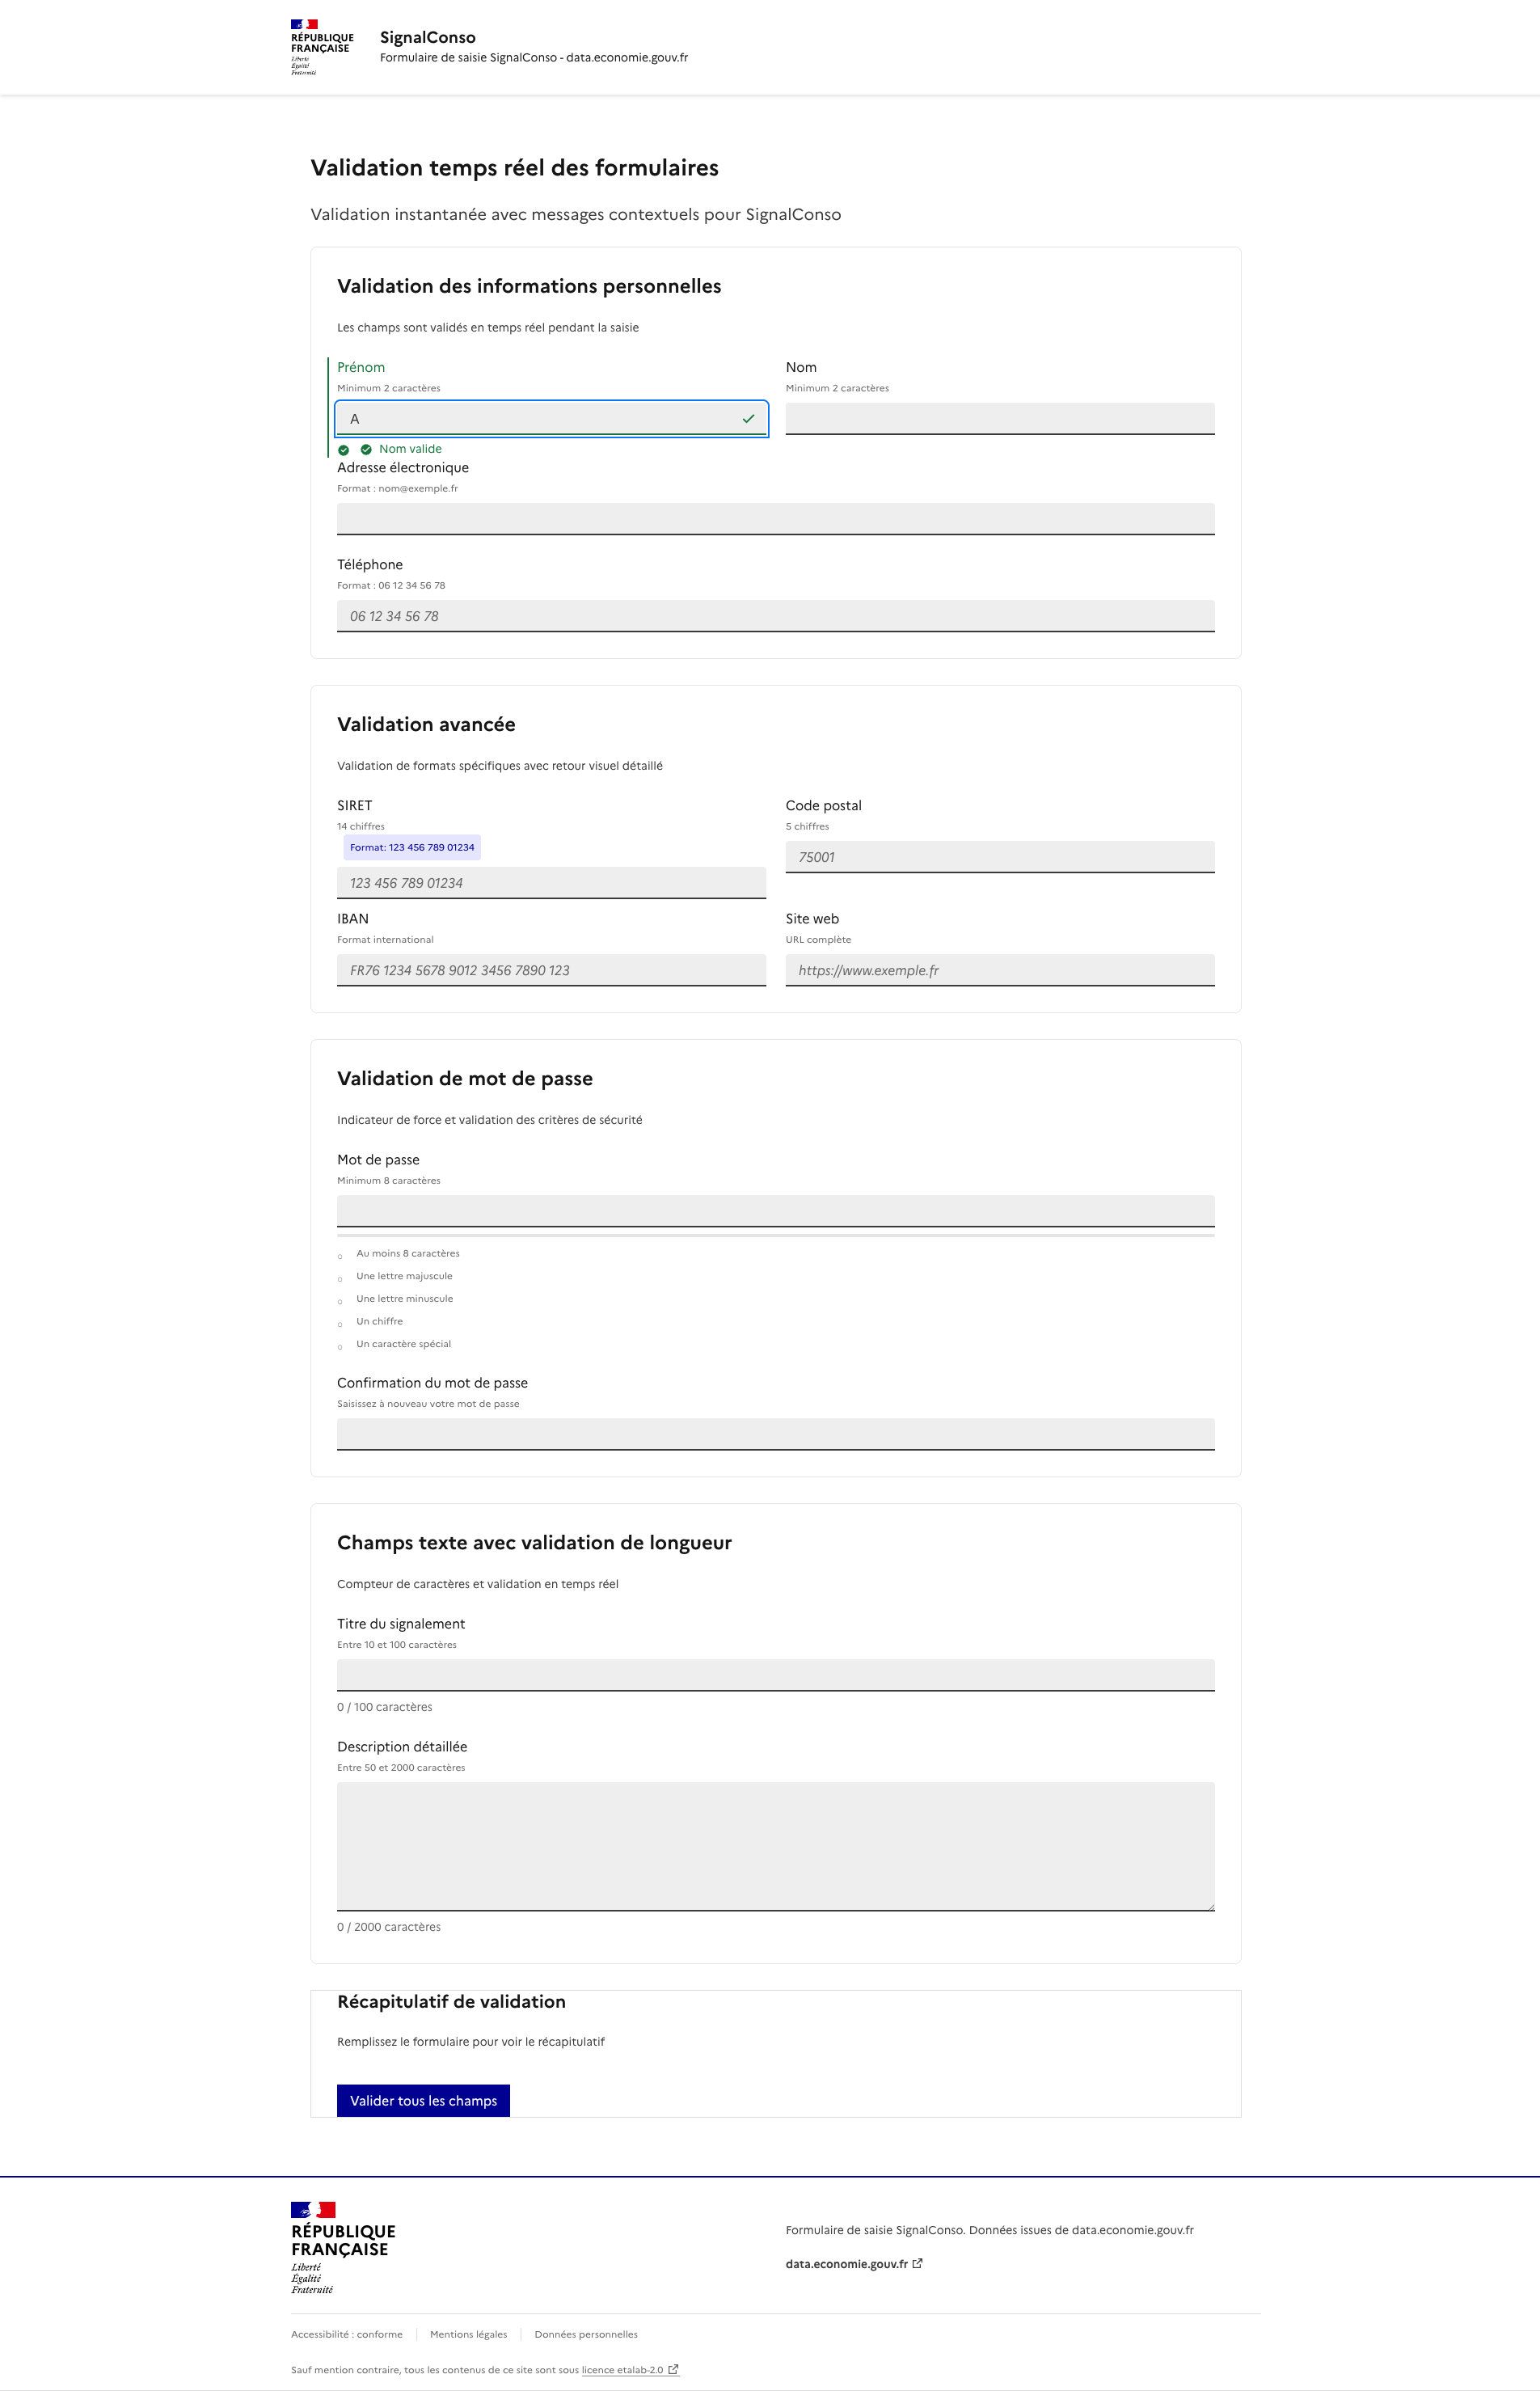 RÉPUBLIQUE
FRANÇAISE
Liberté
Égalité
Fraternité
SignalConso
Formulaire de saisie SignalConso - data.economie.gouv.fr
Validation temps réel des formulaires
Validation instantanée avec messages contextuels pour SignalConso
Validation des informations personnelles
Les champs sont validés en temps réel pendant la saisie
Prénom
Minimum 2 caractères
A
Nom valide
Nom
Minimum 2 caractères
Adresse électronique
Format : nom@exemple.fr
Téléphone
Format : 06 12 34 56 78
06 12 34 56 78
Validation avancée
Validation de formats spécifiques avec retour visuel détaillé
SIRET
14 chiffres
Format: 123 456 789 01234
123 456 789 01234
Code postal
5 chiffres
75001
IBAN
Format international
FR76 1234 5678 9012 3456 7890 123
Site web
URL complète
https://www.exemple.fr
Validation de mot de passe
Indicateur de force et validation des critères de sécurité
Mot de passe
Minimum 8 caractères
Au moins 8 caractères
Une lettre majuscule
Une lettre minuscule
Un chiffre
Un caractère spécial
Confirmation du mot de passe
Saisissez à nouveau votre mot de passe
Champs texte avec validation de longueur
Compteur de caractères et validation en temps réel
Titre du signalement
Entre 10 et 100 caractères
0 / 100 caractères
Description détaillée
Entre 50 et 2000 caractères
0 / 2000 caractères
Récapitulatif de validation
Remplissez le formulaire pour voir le récapitulatif
Valider tous les champs
RÉPUBLIQUE
FRANÇAISE
Liberté
Égalité
Fraternité
Formulaire de saisie SignalConso. Données issues de data.economie.gouv.fr
data.economie.gouv.fr
Accessibilité : conforme
Mentions légales
Données personnelles
Sauf mention contraire, tous les contenus de ce site sont sous licence etalab-2.0